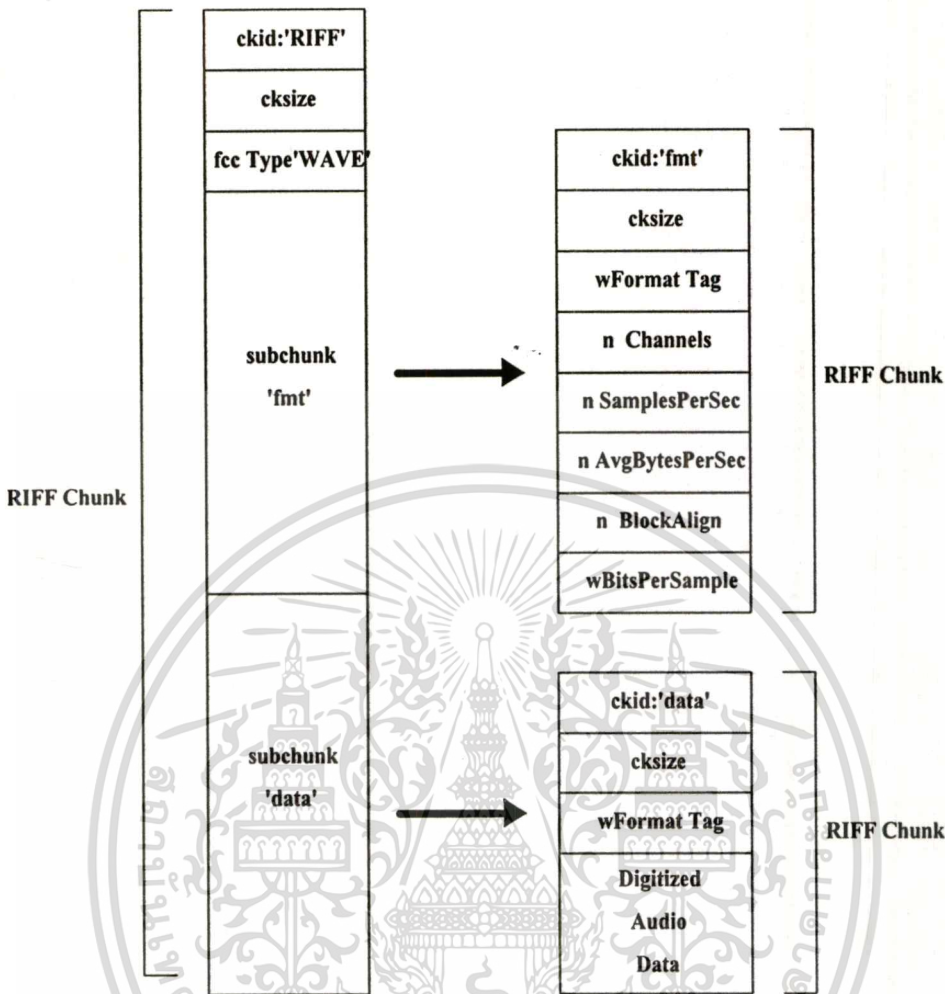 ckid:'RIFF'
cksize
fcc Type'WAVE'
subchunk
'fmt'
subchunk
'data'
RIFF Chunk
ckid:'fmt'
cksize
wFormat Tag
n Channels
n SamplesPerSec
n AvgBytesPerSec
n BlockAlign
wBitsPerSample
RIFF Chunk
ckid:'data'
cksize
wFormat Tag
Digitized
Audio
Data
RIFF Chunk